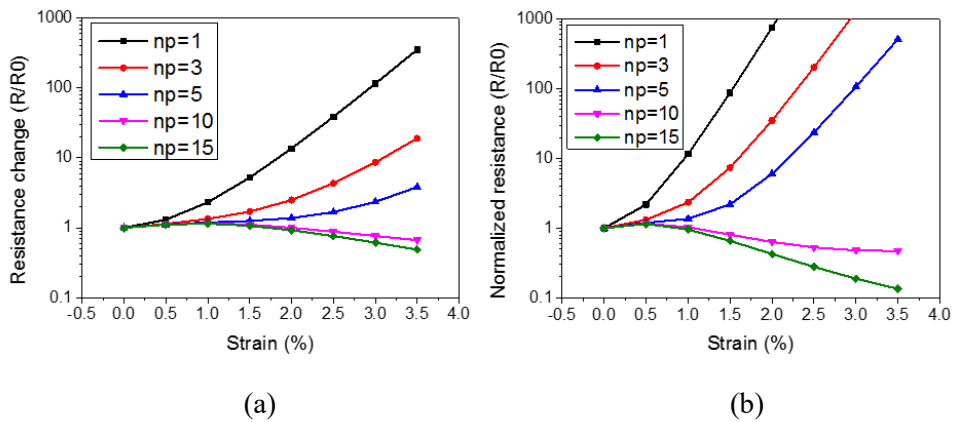 Resistance change (R/R0)
1000
100
10
1
0.1
np=1
np=3
np=5
np=10
np=15
-0.5 0.0 0.5 1.0 1.5 2.0 2.5 3.0 3.5 4.0
Strain (%)
(a)
Normalized resistance (R/R0)
1000
100
10
1
0.1
np=1
np=3
np=5
np=10
np=15
-0.5 0.0 0.5 1.0 1.5 2.0 2.5 3.0 3.5 4.0
Strain (%)
(b)